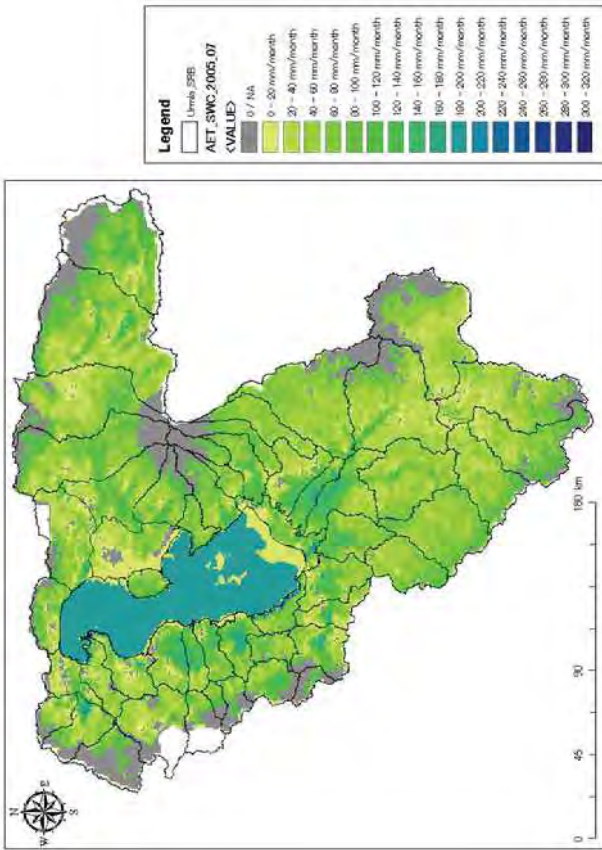 N
W
E
S
Legend
Urmia_SRB
AET_SWC_2005_07
<VALUE>
0 / NA
0 - 20 mm/month
20 - 40 mm/month
40 - 60 mm/month
60 - 80 mm/month
80 - 100 mm/month
100 - 120 mm/month
120 - 140 mm/month
140 - 160 mm/month
160 - 180 mm/month
180 - 200 mm/month
200 - 220 mm/month
220 - 240 mm/month
240 - 260 mm/month
260 - 280 mm/month
280 - 300 mm/month
300 - 320 mm/month
0 45 90 180 km